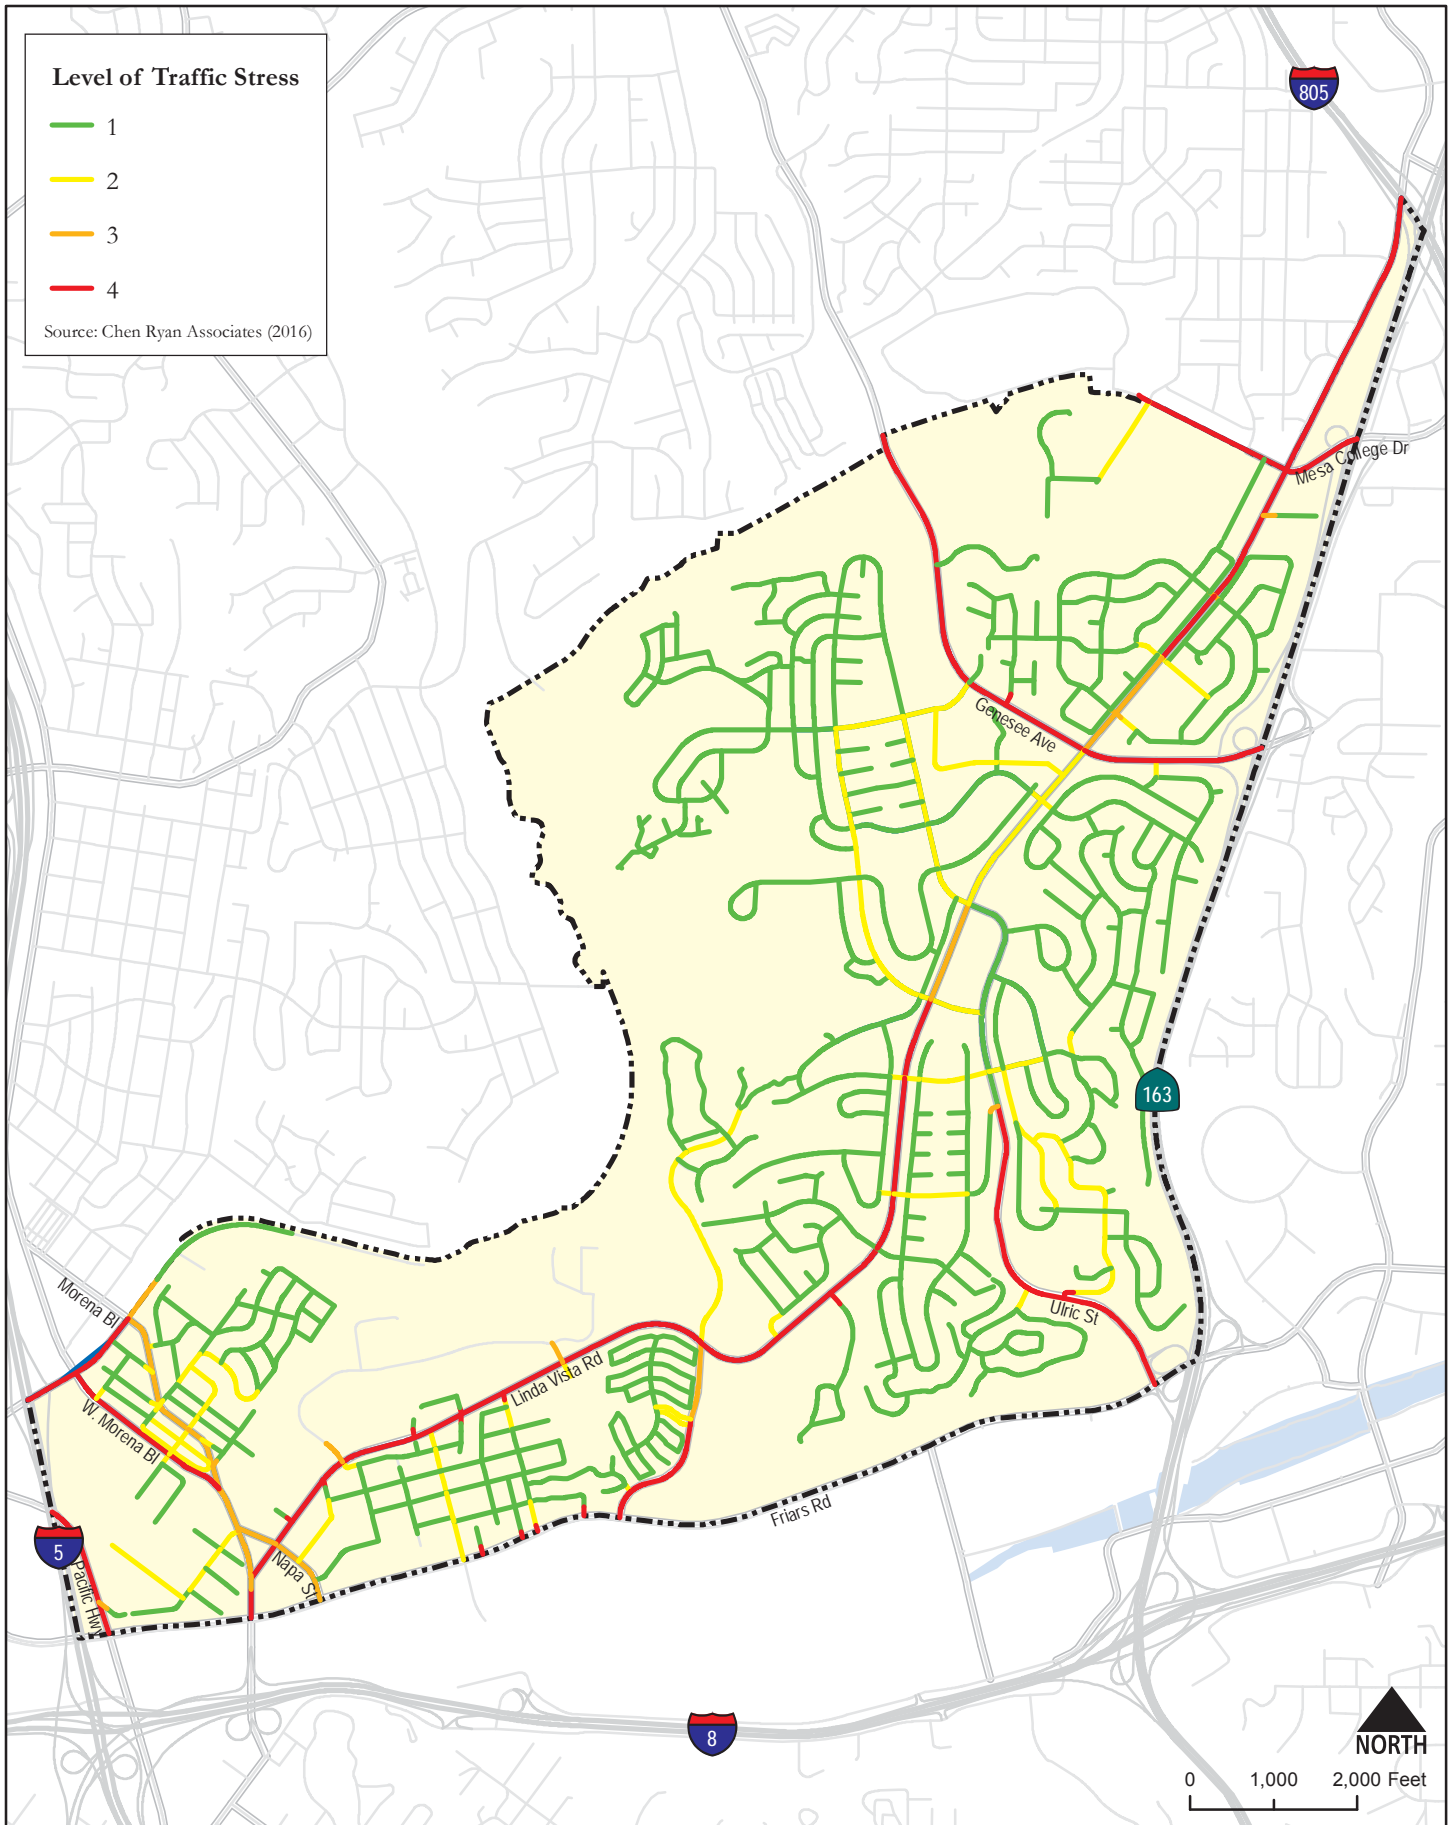 Level of Traffic Stress
1
2
3
4
Source: Chen Ryan Associates (2016)
805
Mesa College Dr
Genesee Ave
163
Morena Bl
Linda Vista Rd
Ulric St
W. Morena Bl
Friars Rd
5
Napa St
Pacific Hwy
8
NORTH
0 1,000 2,000 Feet